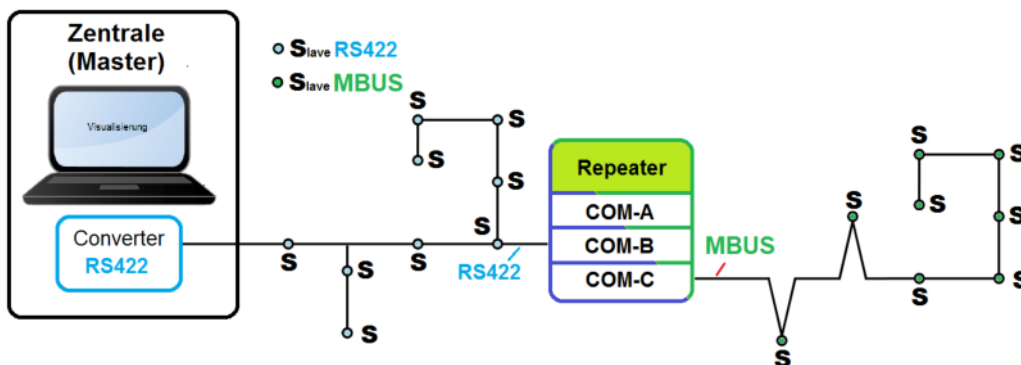 Zentrale
(Master)
Visualisierung
Converter
RS422
Slave RS422
Slave MBUS
S
S
S
S
S
S
S
S
S
RS422
Repeater
COM-A
COM-B
COM-C
MBUS
S
S
S
S
S
S
S
S